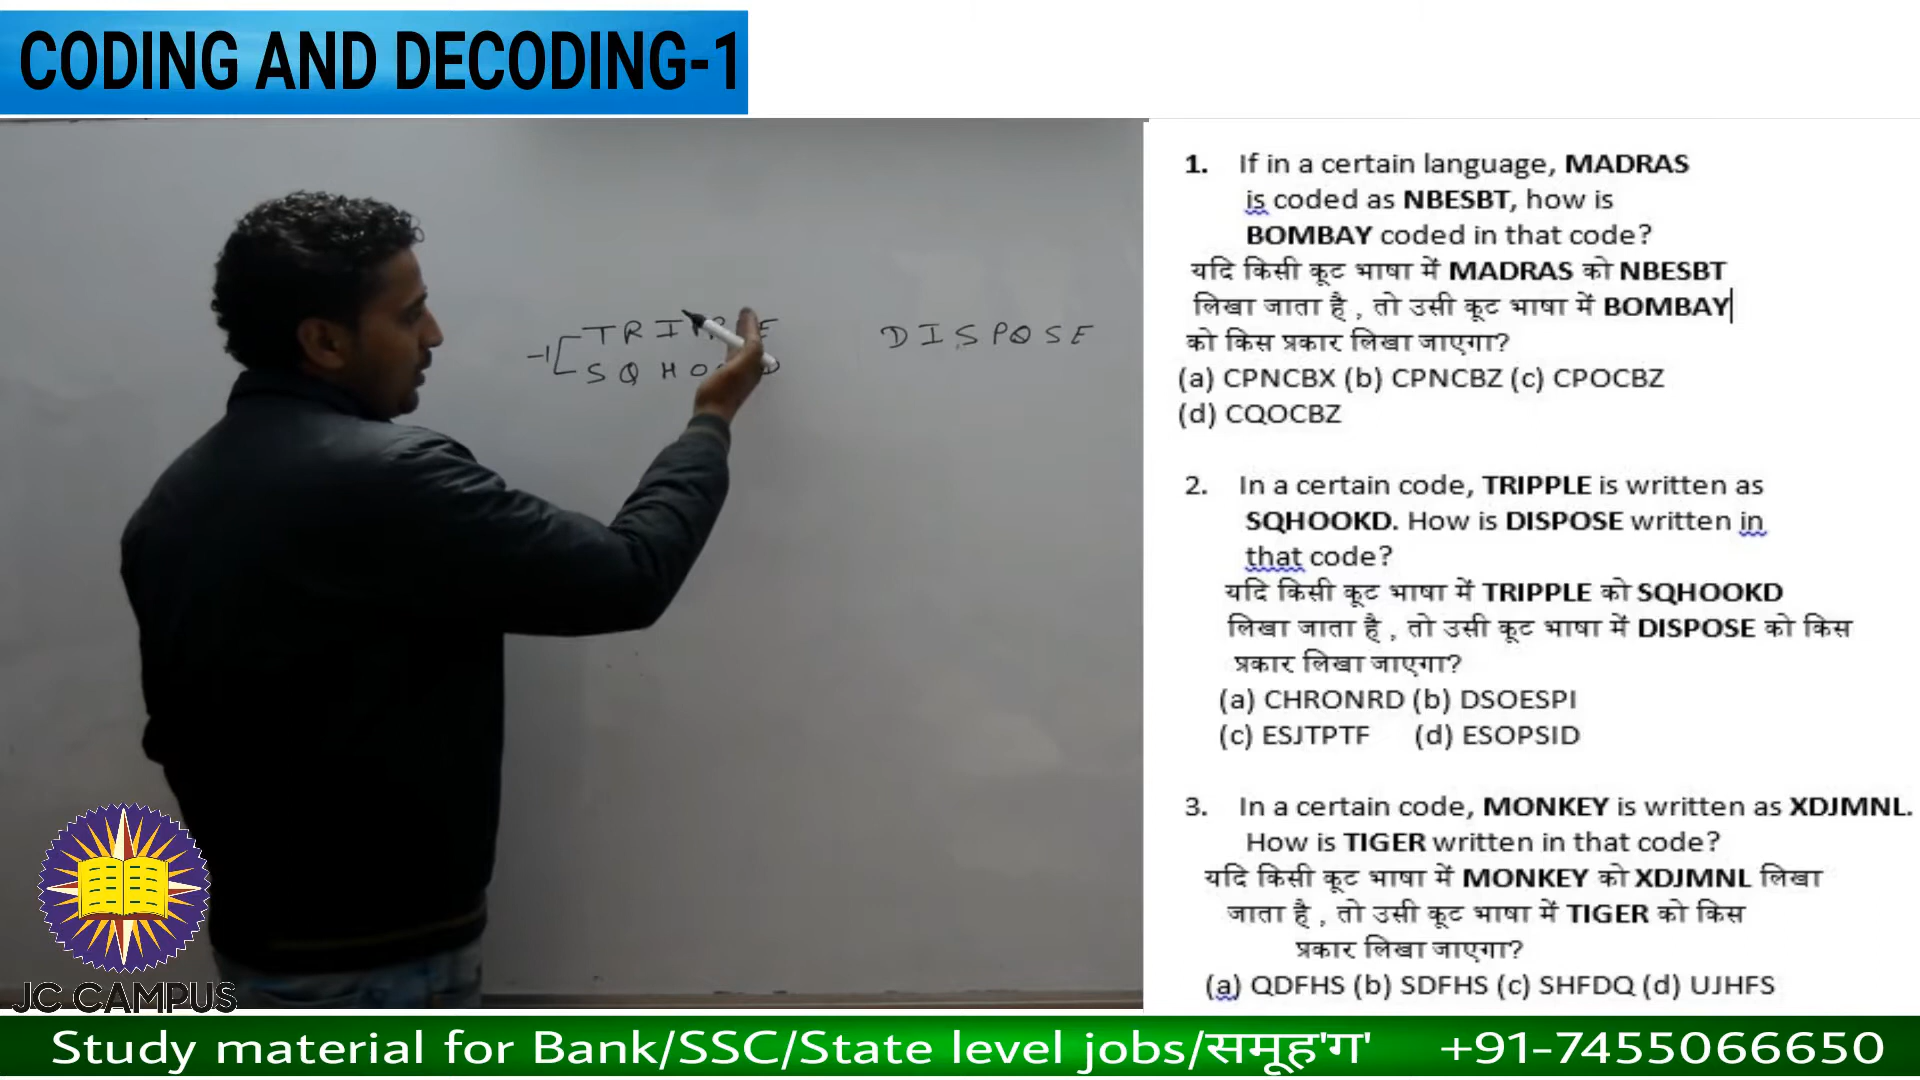 CODING AND DECODING-1
-1 TRIPPLE
SQHOO
DISPOSE
1. If in a certain language, MADRAS
is coded as NBESBT, how is
BOMBAY coded in that code?
यदि किसी कूट भाषा में MADRAS को NBESBT
लिखा जाता है , तो उसी कूट भाषा में BOMBAY
को किस प्रकार लिखा जाएगा?
(a) CPNCBX (b) CPNCBZ (c) CPOCBZ
(d) CQOCBZ
2. In a certain code, TRIPPLE is written as
SQHOOKD. How is DISPOSE written in
that code?
यदि किसी कूट भाषा में TRIPPLE को SQHOOKD
लिखा जाता है , तो उसी कूट भाषा में DISPOSE को किस
प्रकार लिखा जाएगा?
(a) CHRONRD (b) DSOESPI
(c) ESJTPTF (d) ESOPSID
3. In a certain code, MONKEY is written as XDJMNL.
How is TIGER written in that code?
यदि किसी कूट भाषा में MONKEY को XDJMNL लिखा
जाता है , तो उसी कूट भाषा में TIGER को किस
प्रकार लिखा जाएगा?
(a) QDFHS (b) SDFHS (c) SHFDQ (d) UJHFS
JC CAMPUS
Study material for Bank/SSC/State level jobs/समूह'ग' +91-7455066650